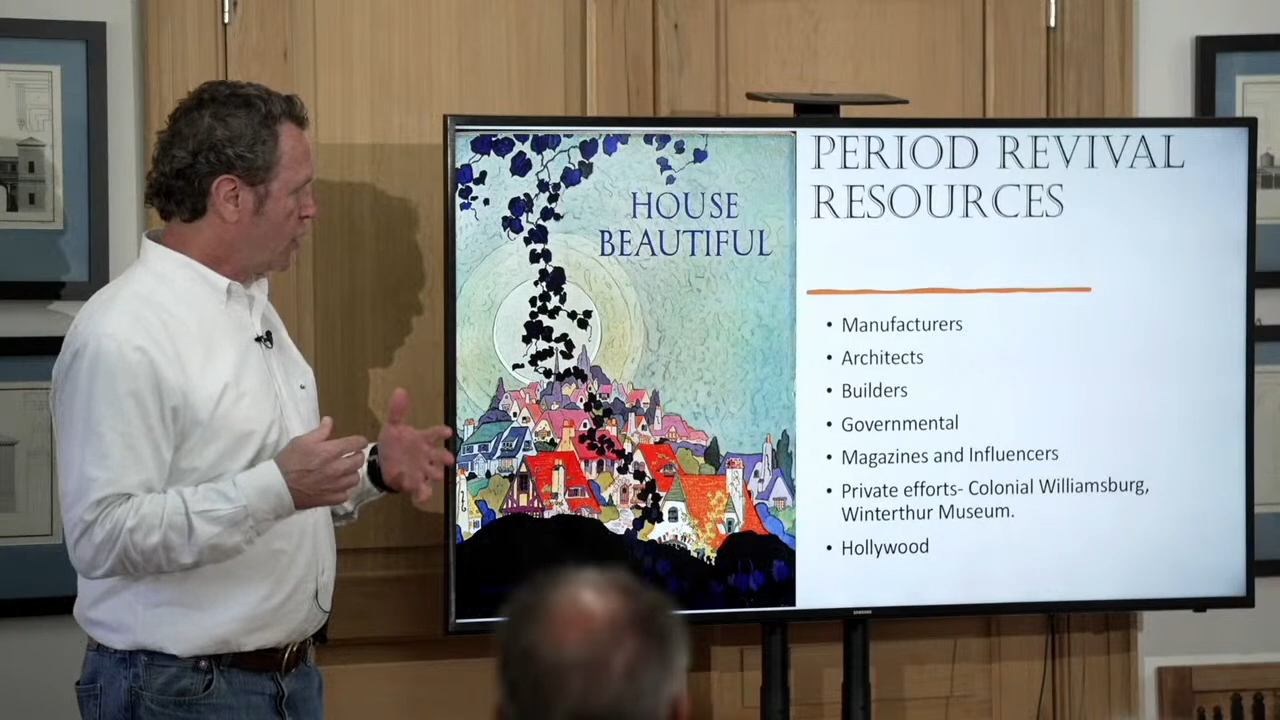 HOUSE
BEAUTIFUL
PERIOD REVIVAL
RESOURCES
• Manufacturers
• Architects
• Builders
• Governmental
• Magazines and Influencers
• Private efforts- Colonial Williamsburg,
Winterthur Museum.
• Hollywood
SAMSUNG